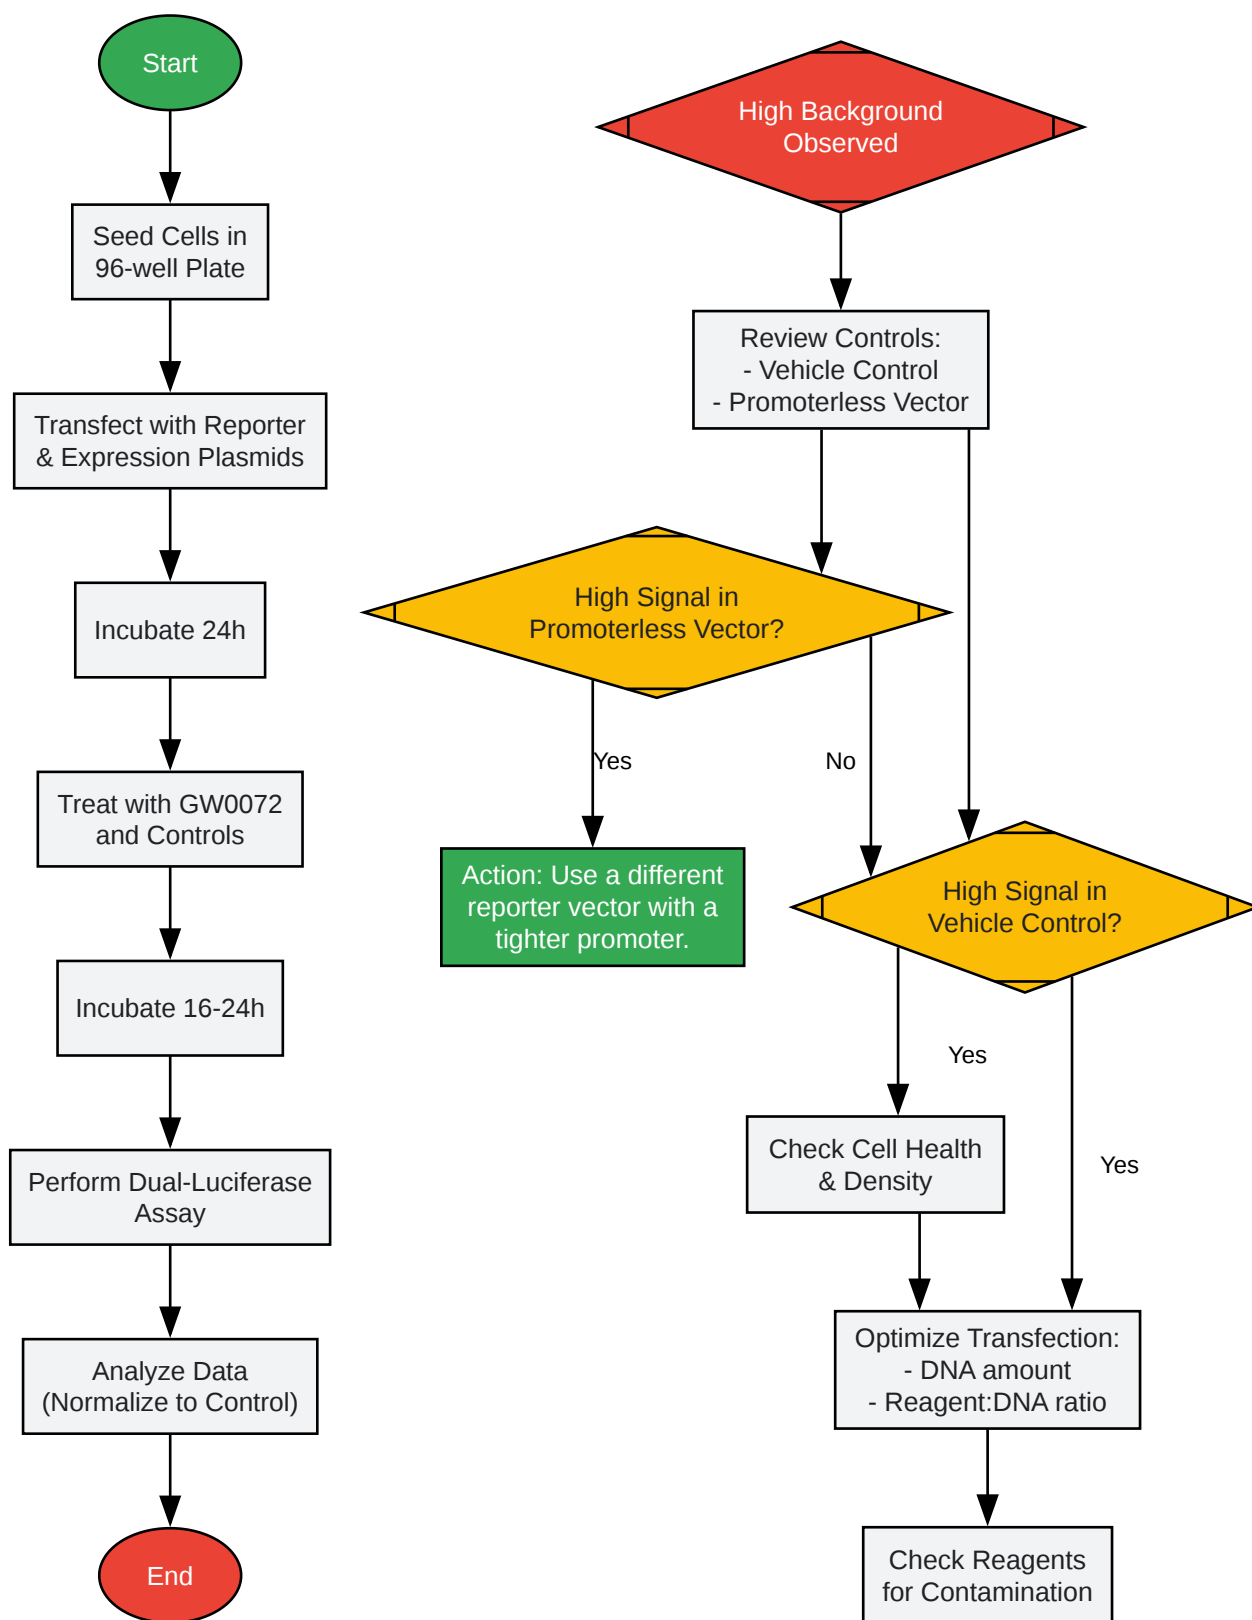 Start
Seed Cells in
96-well Plate
Transfect with Reporter
& Expression Plasmids
Incubate 24h
Treat with GW0072
and Controls
Incubate 16-24h
Perform Dual-Luciferase
Assay
Analyze Data
(Normalize to Control)
End
High Background
Observed
Review Controls:
- Vehicle Control
- Promoterless Vector
High Signal in
Promoterless Vector?
Yes
No
Action: Use a different
reporter vector with a
tighter promoter.
High Signal in
Vehicle Control?
Yes
Check Cell Health
& Density
Yes
Optimize Transfection:
- DNA amount
- Reagent:DNA ratio
Check Reagents
for Contamination